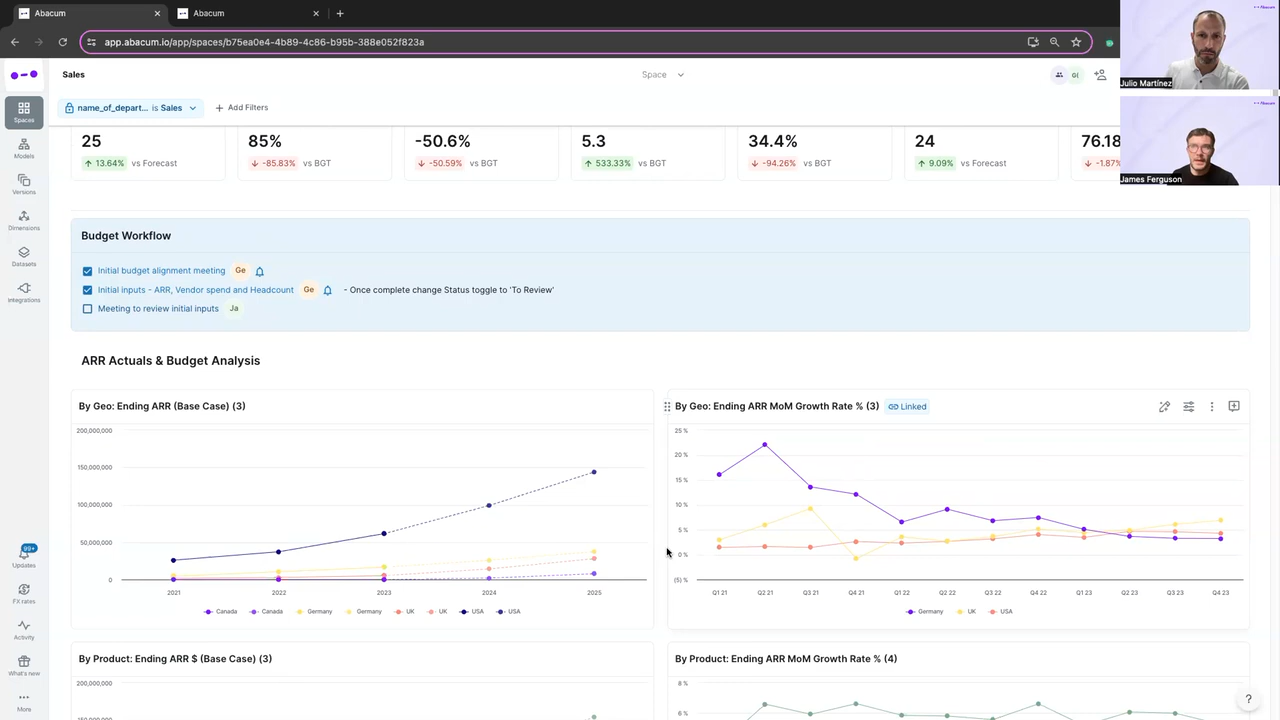 Abacum
Abacum
app.abacum.io/app/spaces/b75ea0e4-4b89-4c86-b95b-388e052f823a
Abacum
Julio Martínez
Abacum
James Ferguson
Sales
Space
G(
name_of_depart... is Sales
Add Filters
Spaces
Models
Versions
Dimensions
Datasets
Integrations
99+
Updates
FX rates
Activity
What's new
More
25
13.64% vs Forecast
85%
-85.83% vs BGT
-50.6%
-50.59% vs BGT
5.3
533.33% vs BGT
34.4%
-94.26% vs BGT
24
9.09% vs Forecast
76.18
-1.87%
Budget Workflow
Initial budget alignment meeting Ge
Initial inputs - ARR, Vendor spend and Headcount Ge - Once complete change Status toggle to 'To Review'
Meeting to review initial inputs Ja
ARR Actuals & Budget Analysis
By Geo: Ending ARR (Base Case) (3)
200,000,000
150,000,000
100,000,000
50,000,000
0
2021 2022 2023 2024 2025
Canada Canada Germany Germany UK UK USA USA
By Geo: Ending ARR MoM Growth Rate % (3) Linked
25 %
20 %
15 %
10 %
5 %
0 %
(5) %
Q1 21 Q2 21 Q3 21 Q4 21 Q1 22 Q2 22 Q3 22 Q4 22 Q1 23 Q2 23 Q3 23 Q4 23
Germany UK USA
By Product: Ending ARR $ (Base Case) (3)
200,000,000
150,000,000
By Product: Ending ARR MoM Growth Rate % (4)
8 %
6 %
?